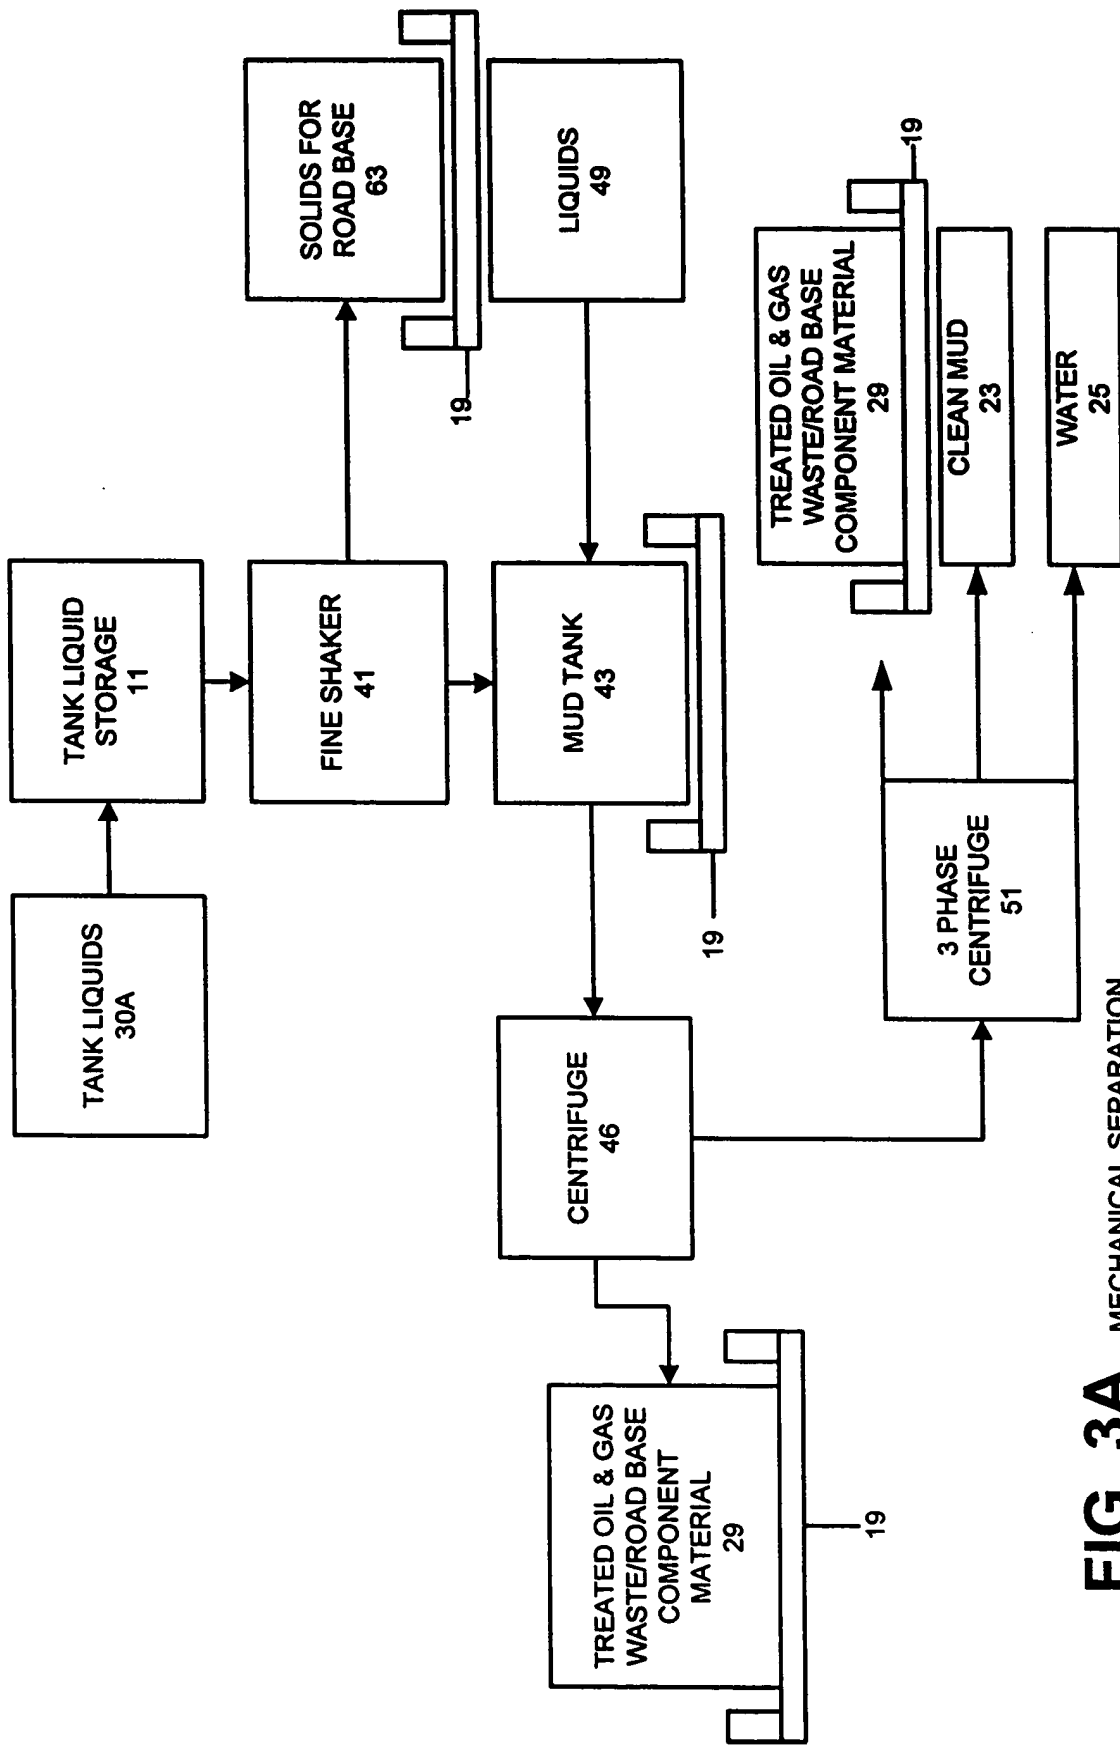 TANK LIQUIDS
30A
TANK LIQUID
STORAGE
11
FINE SHAKER
41
SOLIDS FOR
ROAD BASE
63
19
MUD TANK
43
LIQUIDS
49
19
CENTRIFUGE
46
TREATED OIL & GAS
WASTE/ROAD BASE
COMPONENT
MATERIAL
29
19
3 PHASE
CENTRIFUGE
51
TREATED OIL & GAS
WASTE/ROAD BASE
COMPONENT MATERIAL
29
19
CLEAN MUD
23
WATER
25
FIG. 3A
MECHANICAL SEPARATION